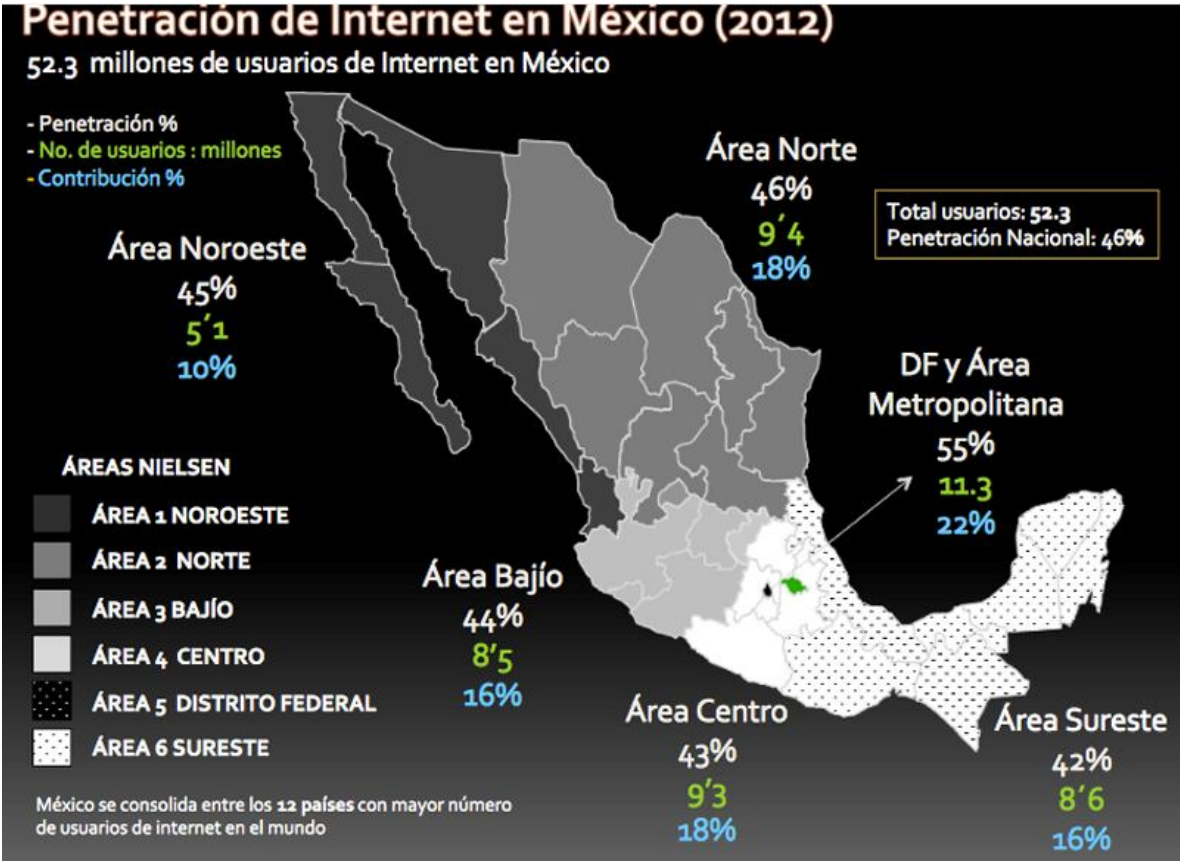 Penetración de Internet en México (2012)
52.3 millones de usuarios de Internet en México
- Penetración %
- No. de usuarios : millones
- Contribución %
Área Norte
46%
9´4
18%
Total usuarios: 52.3
Penetración Nacional: 46%
Área Noroeste
45%
5´1
10%
DF y Área
Metropolitana
55%
11.3
22%
ÁREAS NIELSEN
ÁREA 1 NOROESTE
ÁREA 2 NORTE
ÁREA 3 BAJÍO
ÁREA 4 CENTRO
ÁREA 5 DISTRITO FEDERAL
ÁREA 6 SURESTE
Área Bajío
44%
8'5
16%
Área Centro
43%
9'3
18%
Área Sureste
42%
8´6
16%
México se consolida entre los 12 países con mayor número
de usuarios de internet en el mundo